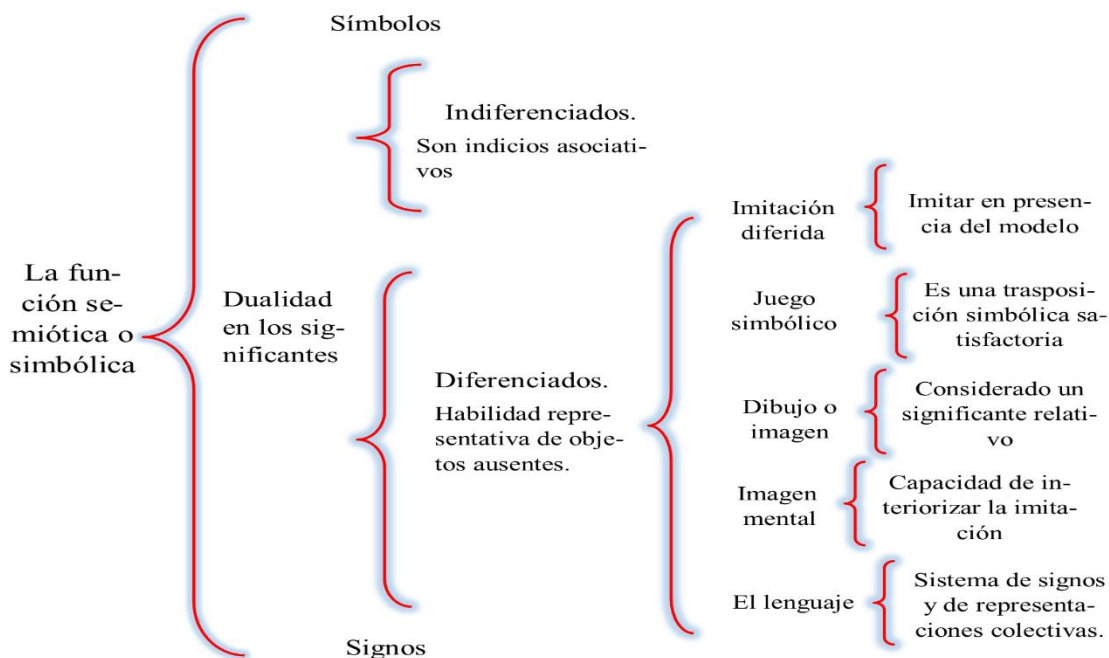 La fun-
ción se-
miótica o
simbólica
Símbolos
Dualidad
en los sig-
nificantes
Indiferenciados.
Son indicios asociati-
vos
Diferenciados.
Habilidad repre-
sentativa de obje-
tos ausentes.
Imitación
diferida
Imitar en presen-
cia del modelo
Juego
simbólico
Es una trasposi-
ción simbólica sa-
tisfactoria
Dibujo o
imagen
Considerado un
significante relati-
vo
Imagen
mental
Capacidad de in-
teriorizar la imita-
ción
El lenguaje
Sistema de signos
y de representa-
ciones colectivas.
Signos